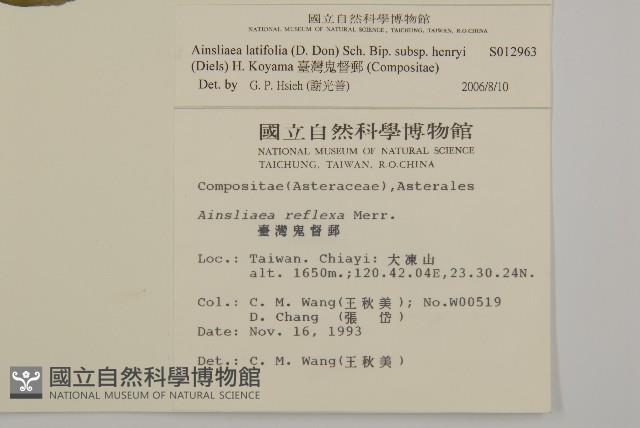 國立自然科學博物館
NATIONAL MUSEUM OF NATURAL SCIENCE, TAICHUNG, TAIWAN, R.O.CHINA
Ainsliaea latifolia (D. Don) Sch. Bip. subsp. henryi S012963
(Diels) H. Koyama 臺灣鬼督郵 (Compositae)
Det. by G. P. Hsieh (謝光普) 2006/8/10
國立自然科學博物館
NATIONAL MUSEUM OF NATURAL SCIENCE
TAICHUNG, TAIWAN, R.O.CHINA
Compositae(Asteraceae),Asterales
Ainsliaea reflexa Merr.
臺灣鬼督郵
Loc.: Taiwan. Chiayi: 大凍山
alt. 1650m.;120.42.04E,23.30.24N.
Col.: C. M. Wang(王秋美); No.W00519
D. Chang (張岱)
Date: Nov. 16, 1993
Det.: C. M. Wang(王秋美)
國立自然科學博物館
NATIONAL MUSEUM OF NATURAL SCIENCE